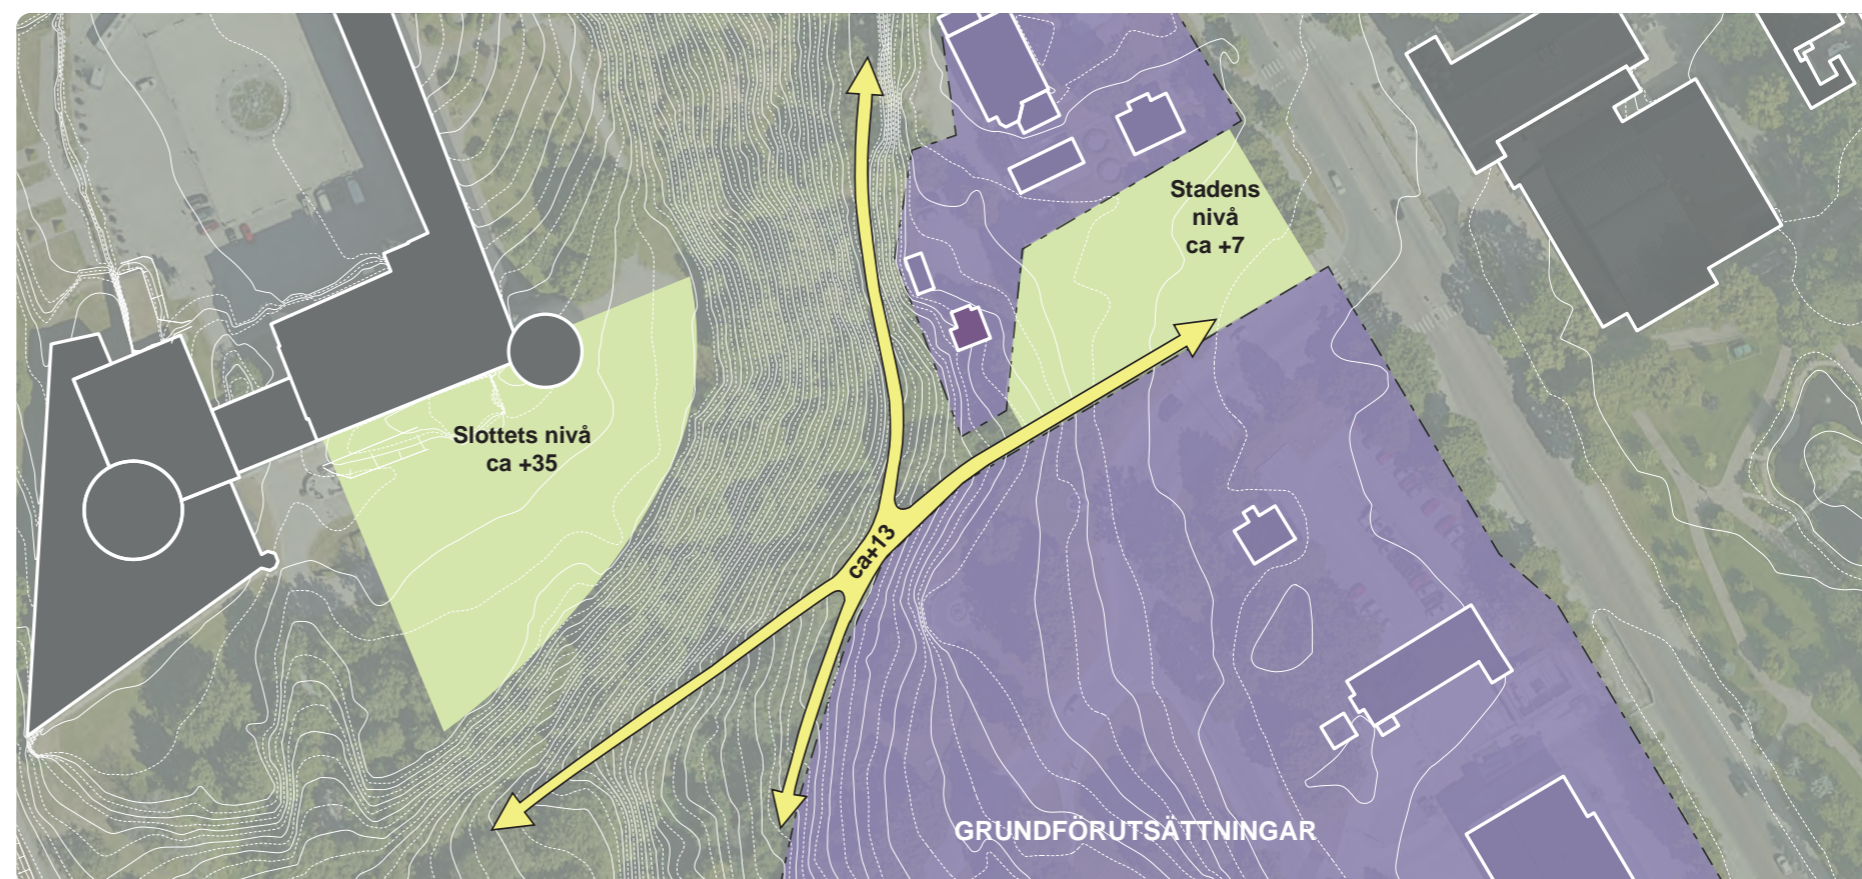 Stadens
nivå
ca +7
Slottets nivå
ca +35
ca+13
GRUNDFÖRUTSÄTTNINGAR